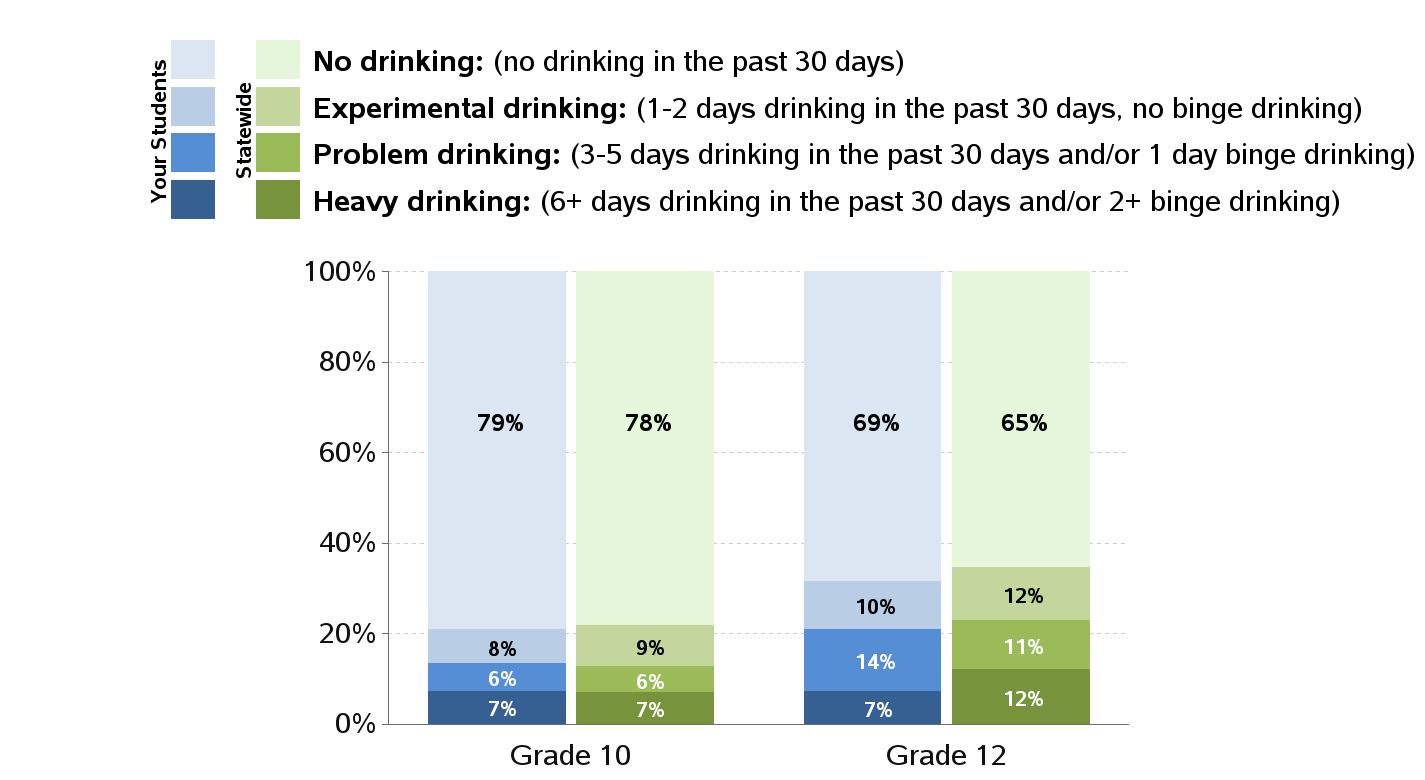 Your Students
Statewide
No drinking: (no drinking in the past 30 days)
Experimental drinking: (1-2 days drinking in the past 30 days, no binge drinking)
Problem drinking: (3-5 days drinking in the past 30 days and/or 1 day binge drinking)
Heavy drinking: (6+ days drinking in the past 30 days and/or 2+ binge drinking)
100%
80%
60%
40%
20%
0%
79%
8%
6%
7%
78%
9%
6%
7%
69%
10%
14%
7%
65%
12%
11%
12%
Grade 10
Grade 12